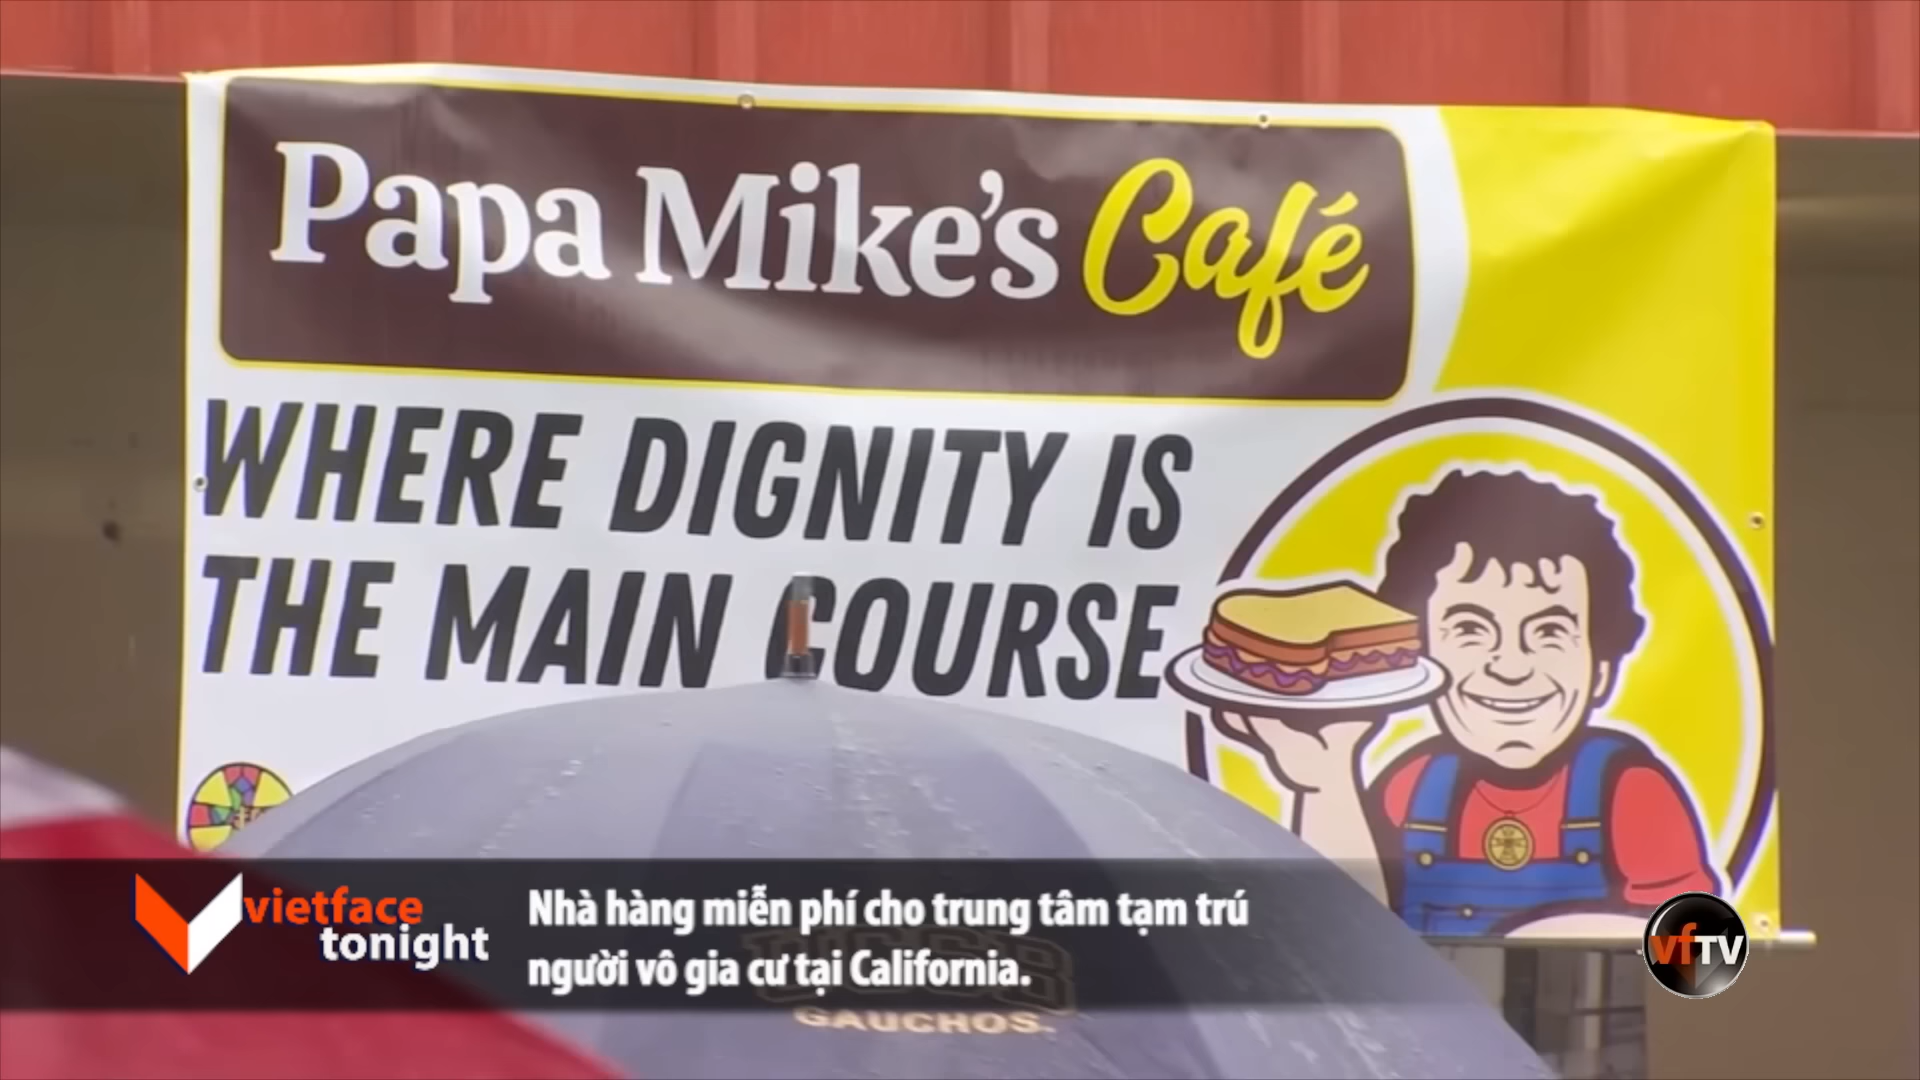 Papa Mike's Café
WHERE DIGNITY IS
THE MAIN COURSE
vietface
tonight
Nhà hàng miễn phí cho trung tâm tạm trú
người vô gia cư tại California.
UCSB
GAUCHOS.
vfTV